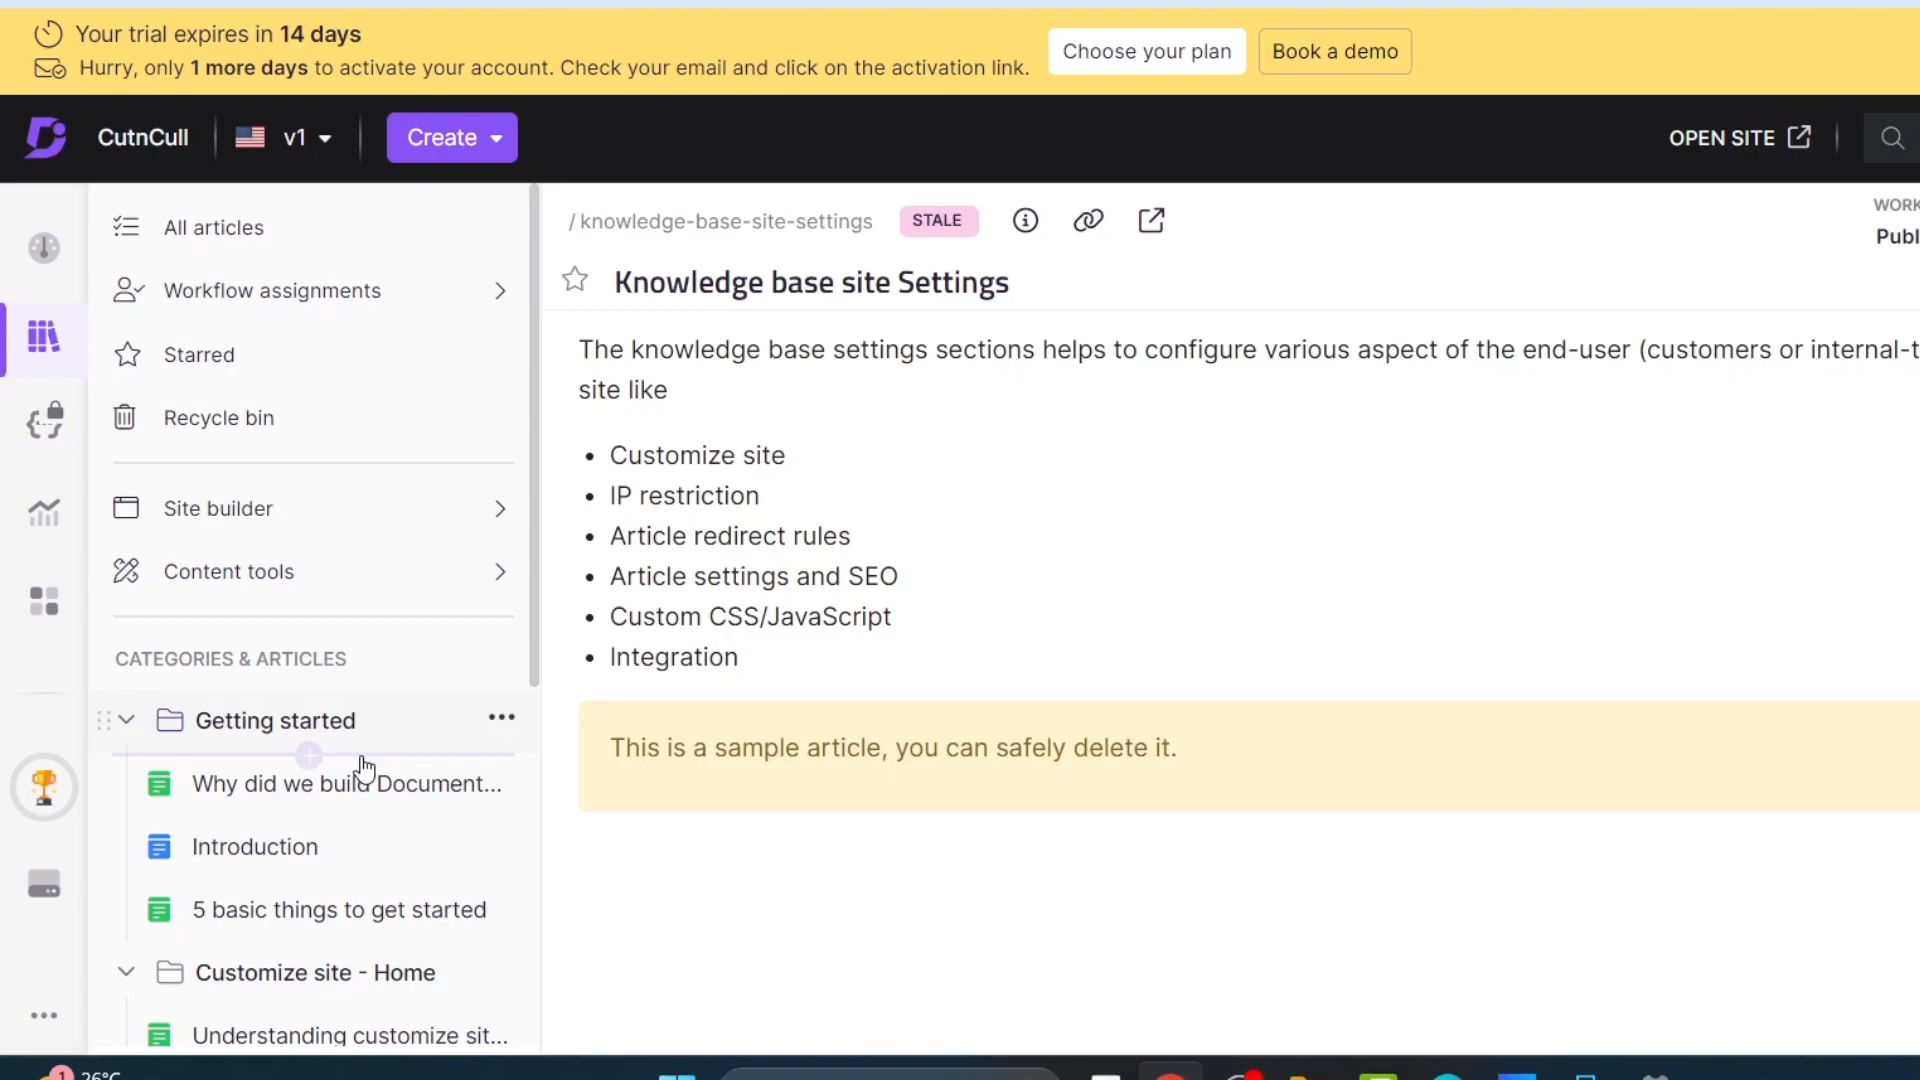 Your trial expires in 14 days
Hurry, only 1 more days to activate your account. Check your email and click on the activation link.
Choose your plan
Book a demo
CutnCull
v1
Create
OPEN SITE
All articles
Workflow assignments
Starred
Recycle bin
Site builder
Content tools
CATEGORIES & ARTICLES
Getting started
Why did we build Document...
Introduction
5 basic things to get started
Customize site - Home
Understanding customize sit...
/ knowledge-base-site-settings
STALE
WORK
Publ
Knowledge base site Settings
The knowledge base settings sections helps to configure various aspect of the end-user (customers or internal-t
site like
• Customize site
• IP restriction
• Article redirect rules
• Article settings and SEO
• Custom CSS/JavaScript
• Integration
This is a sample article, you can safely delete it.
1
26°C